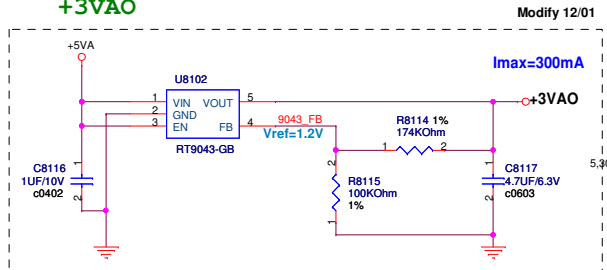 +3VAO
Modify 12/01
+5VA
Imax=300mA
U8102
1 VIN VOUT 5
+3VAO
2 GND
3 EN FB 4
9043_FB
Vref=1.2V
RT9043-GB
R8114 1%
174KOhm
1 2
C8116
1UF/10V
c0402
1
2
2
R8115
100KOhm
1%
1
1
C8117
4.7UF/6.3V
c0603
2
5,30